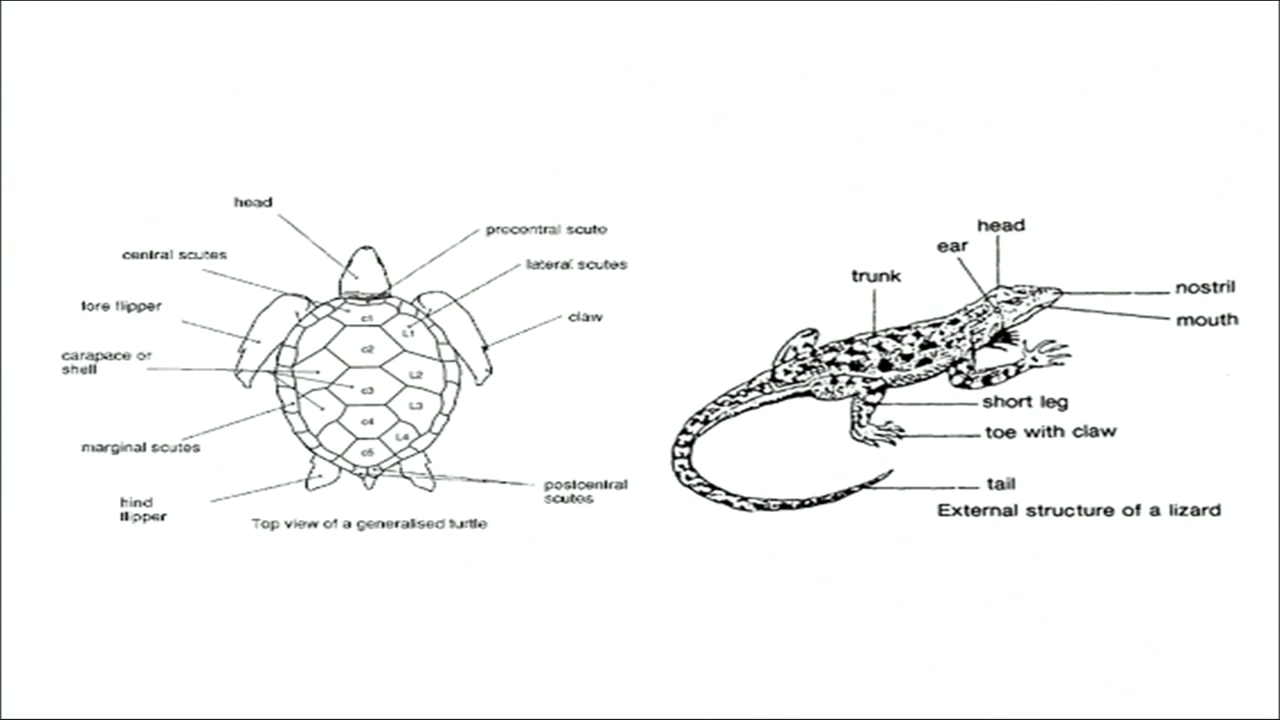 head
precentral scute
central scutes
lateral scutes
fore flipper
claw
carapace or
shell
marginal scutes
hind
flipper
postcentral
scutes
c1
L1
c2
L2
c3
L3
c4
L4
c5
Top view of a generalised turtle
head
ear
trunk
nostril
mouth
short leg
toe with claw
tail
External structure of a lizard